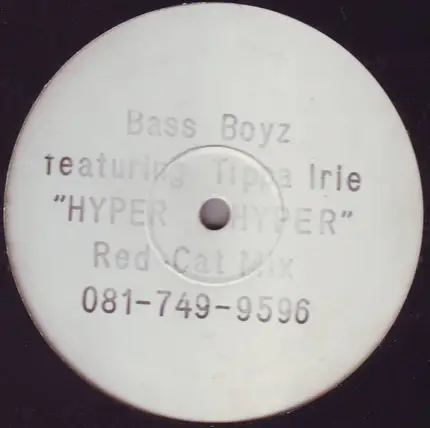 Bass Boyz
featuring Tippa Irie
"HYPER HYPER"
Red Cat Mix
081-749-9596